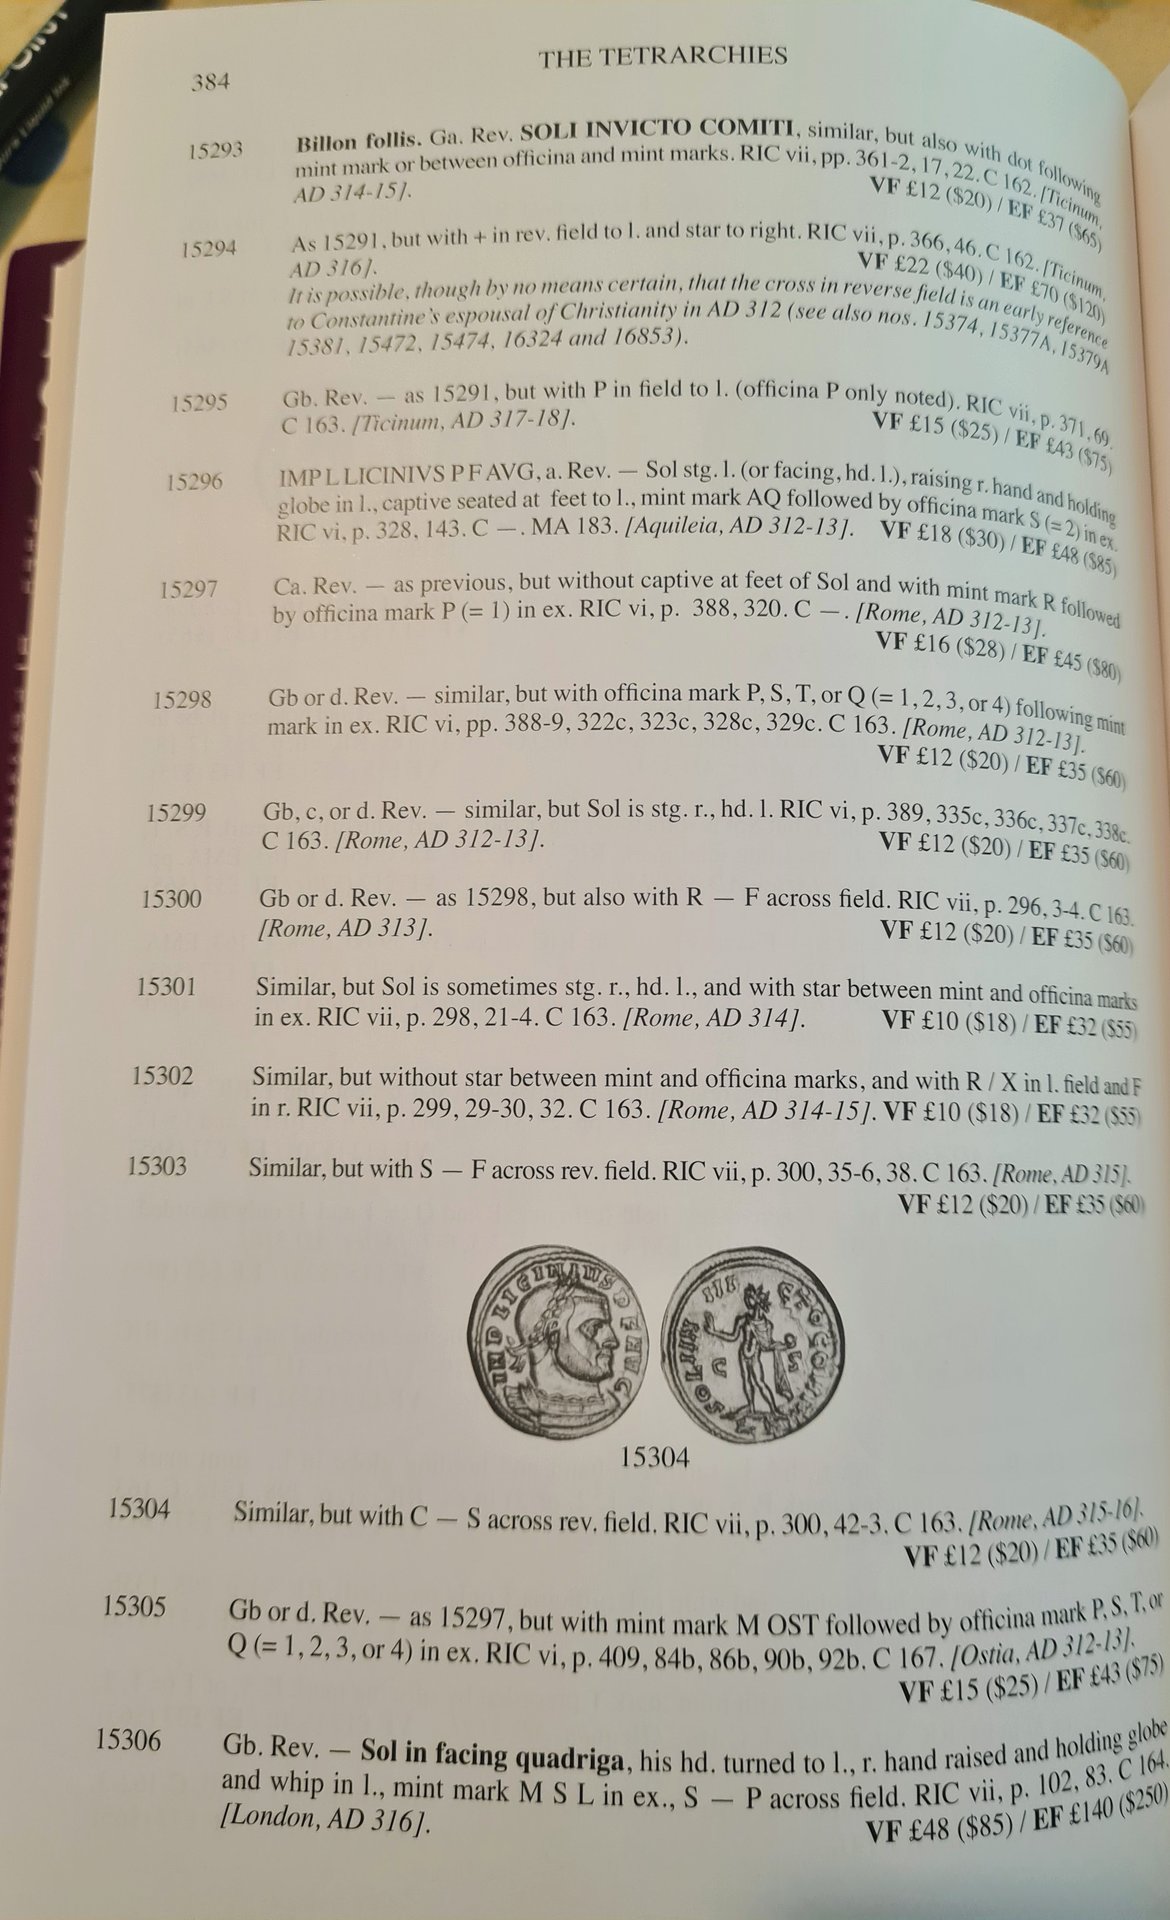 THE TETRARCHIES
384
15293 Billon follis. Ga. Rev. SOLI INVICTO COMITI, similar, but also with dot following
mint mark or between officina and mint marks. RIC vii, pp. 361-2, 17, 22. C 162. [Ticinum,
AD 314-15]. VF £12 ($20) / EF £37 ($65)
15294 As 15291, but with + in rev. field to l. and star to right. RIC vii, p. 366, 46. C 162. [Ticinum,
AD 316]. VF £22 ($40) / EF £70 ($120)
It is possible, though by no means certain, that the cross in reverse field is an early reference
to Constantine's espousal of Christianity in AD 312 (see also nos. 15374, 15377A, 15379A
15381, 15472, 15474, 16324 and 16853).
15295 Gb. Rev. — as 15291, but with P in field to l. (officina P only noted). RIC vii, p. 371, 69.
C 163. [Ticinum, AD 317-18]. VF £15 ($25) / EF £43 ($75)
15296 IMP L LICINIVS P F AVG, a. Rev. — Sol stg. l. (or facing, hd. l.), raising r. hand and holding
globe in l., captive seated at feet to l., mint mark AQ followed by officina mark S (= 2) in ex.
RIC vi, p. 328, 143. C —. MA 183. [Aquileia, AD 312-13]. VF £18 ($30) / EF £48 ($85)
15297 Ca. Rev. — as previous, but without captive at feet of Sol and with mint mark R followed
by officina mark P (= 1) in ex. RIC vi, p. 388, 320. C —. [Rome, AD 312-13].
VF £16 ($28) / EF £45 ($80)
15298 Gb or d. Rev. — similar, but with officina mark P, S, T, or Q (= 1, 2, 3, or 4) following mint
mark in ex. RIC vi, pp. 388-9, 322c, 323c, 328c, 329c. C 163. [Rome, AD 312-13].
VF £12 ($20) / EF £35 ($60)
15299 Gb, c, or d. Rev. — similar, but Sol is stg. r., hd. l. RIC vi, p. 389, 335c, 336c, 337c, 338c.
C 163. [Rome, AD 312-13]. VF £12 ($20) / EF £35 ($60)
15300 Gb or d. Rev. — as 15298, but also with R — F across field. RIC vii, p. 296, 3-4. C 163.
[Rome, AD 313]. VF £12 ($20) / EF £35 ($60)
15301 Similar, but Sol is sometimes stg. r., hd. l., and with star between mint and officina marks
in ex. RIC vii, p. 298, 21-4. C 163. [Rome, AD 314]. VF £10 ($18) / EF £32 ($55)
15302 Similar, but without star between mint and officina marks, and with R / X in l. field and F
in r. RIC vii, p. 299, 29-30, 32. C 163. [Rome, AD 314-15]. VF £10 ($18) / EF £32 ($55)
15303 Similar, but with S — F across rev. field. RIC vii, p. 300, 35-6, 38. C 163. [Rome, AD 315].
VF £12 ($20) / EF £35 ($60)
15304
15304 Similar, but with C — S across rev. field. RIC vii, p. 300, 42-3. C 163. [Rome, AD 315-16].
VF £12 ($20) / EF £35 ($60)
15305 Gb or d. Rev. — as 15297, but with mint mark M OST followed by officina mark P, S, T, or
Q (= 1, 2, 3, or 4) in ex. RIC vi, p. 409, 84b, 86b, 90b, 92b. C 167. [Ostia, AD 312-13].
VF £15 ($25) / EF £43 ($75)
15306 Gb. Rev. — Sol in facing quadriga, his hd. turned to l., r. hand raised and holding globe
and whip in l., mint mark M S L in ex., S — P across field. RIC vii, p. 102, 83. C 164.
[London, AD 316]. VF £48 ($85) / EF £140 ($250)